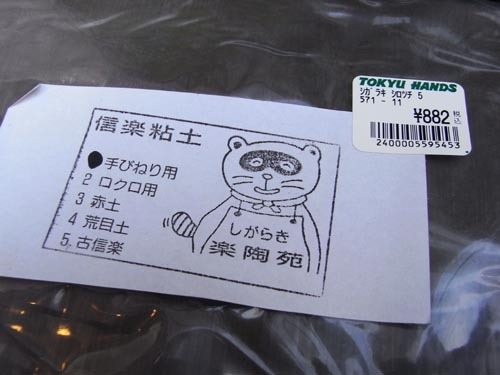 信楽粘土
手びねり用
2 ロクロ用
3 赤土
4 荒目土
5. 古信楽
しがらき
楽陶苑
TOKYU HANDS
シガラキ シロツチ 5
571 - 11
¥882 税込
2400005595453